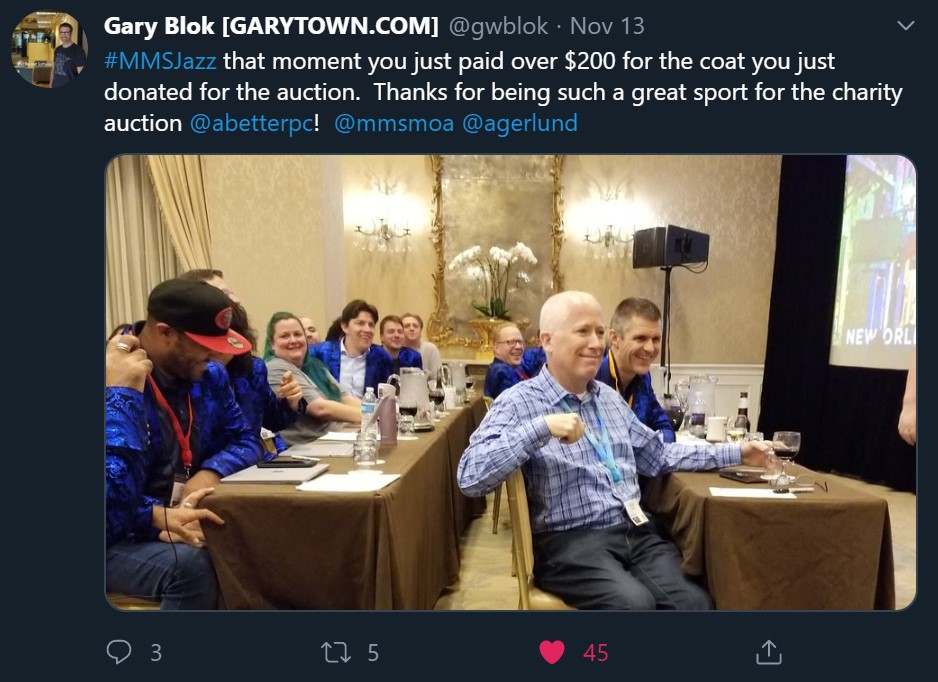 Gary Blok [GARYTOWN.COM] @gwblok · Nov 13
#MMSJazz that moment you just paid over $200 for the coat you just
donated for the auction.  Thanks for being such a great sport for the charity
auction @abetterpc!  @mmsmoa @agerlund
NEW ORL
3 5 45